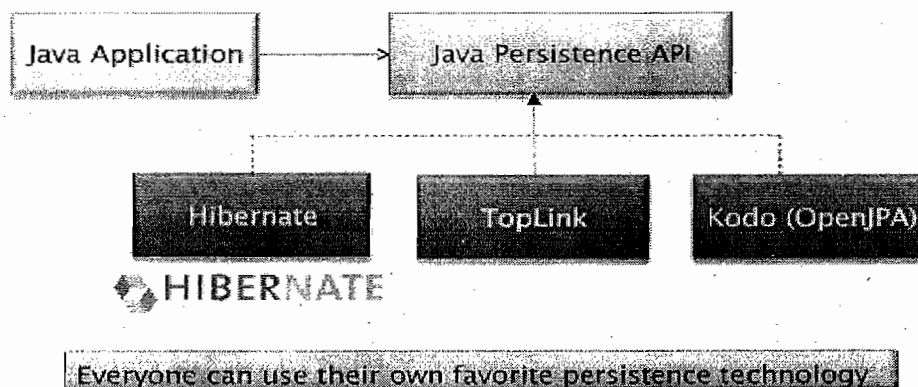 Java Application
Java Persistence API
Hibernate
TopLink
Kodo (OpenJPA)
HIBERNATE
Everyone can use their own favorite persistence technology